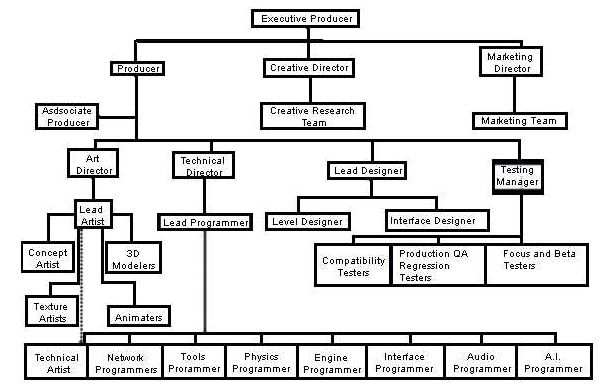 Executive Producer
Producer
Creative Director
Marketing
Director
Asdsociate
Producer
Creative Research
Team
Marketing Team
Art
Director
Technical
Director
Lead Designer
Testing
Manager
Lead
Artist
Lead Programmer
Level Designer
Interface Designer
Concept
Artist
3D
Modelers
Compatibility
Testers
Production QA
Regression
Testers
Focus and Beta
Testers
Texture
Artists
Animaters
Technical
Artist
Network
Programmers
Tools
Prorammer
Physics
Programmer
Engine
Programmer
Interface
Programmer
Audio
Programmer
A.I.
Programmer